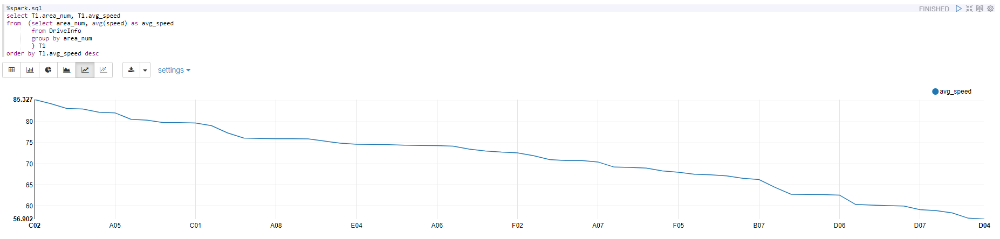 %spark.sql
FINISHED
select T1.area_num, T1.avg_speed
from  (select area_num, avg(speed) as avg_speed
       from DriveInfo
       group by area_num
       ) T1
order by T1.avg_speed desc
settings
avg_speed
85.327
80
75
70
65
60
56.902
C02 A05 C01 A08 E04 A06 F02 A07 F05 B07 D06 D07 D04